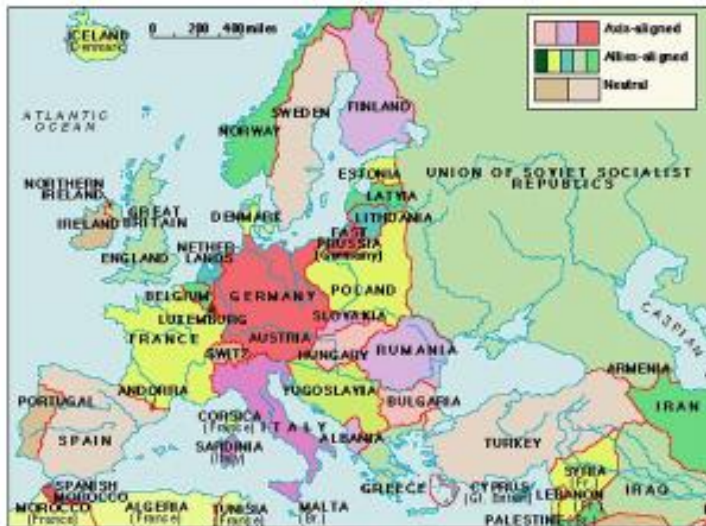 ICELAND
(Denmark)
0 200 400miles
Axis-aligned
Allies-aligned
Neutral
ATLANTIC
OCEAN
SWEDEN
FINLAND
NORWAY
ESTONIA
UNION OF SOVIET SOCIALIST
REPUBLICS
LATVIA
LITHUANIA
NORTHERN
IRELAND
IRELAND
GREAT
BRITAIN
DENMARK
EAST
PRUSSIA
(Germany)
ENGLAND
NETHER
LANDS
BELGIUM
GERMANY
POLAND
LUXEMBURG
SLOVAKIA
FRANCE
AUSTRIA
SWITZ
HUNGARY
RUMANIA
CASPIAN
ANDORRA
YUGOSLAVIA
BULGARIA
ARMENIA
PORTUGAL
SPAIN
CORSICA
(France)
ITALY
SARDINIA
(Italy)
ALBANIA
TURKEY
IRAN
GREECE
SYRIA
(Fr.)
CYPRUS
LEBANON
(Fr.)
IRAQ
SPANISH
MOROCCO
MOROCCO
(France)
ALGERIA
(France)
TUNISIA
(France)
MALTA
(Br.)
PALESTINE